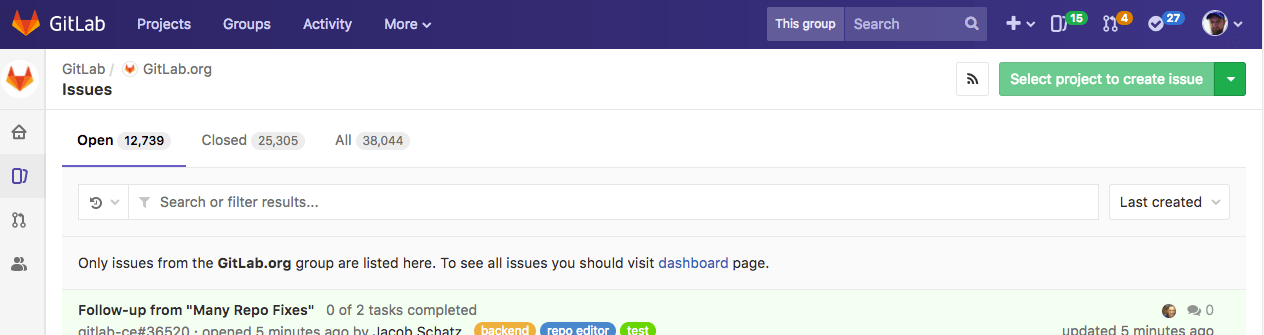 GitLab Projects Groups Activity More This group Search 15 4 27
GitLab / GitLab.org
Issues
Select project to create issue
Open 12,739 Closed 25,305 All 38,044
Search or filter results... Last created
Only issues from the GitLab.org group are listed here. To see all issues you should visit dashboard page.
Follow-up from "Many Repo Fixes" 0 of 2 tasks completed 0
gitlab-ce#36520 · opened 5 minutes ago by Jacob Schatz backend repo editor test updated 5 minutes ago